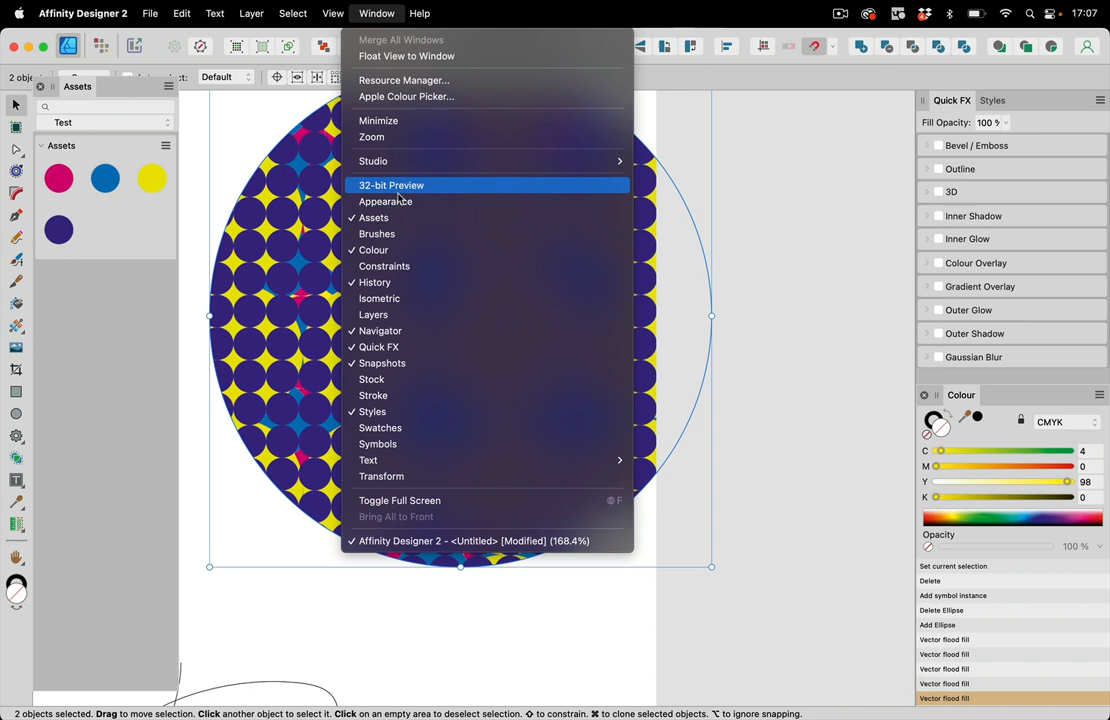 Affinity Designer 2 File Edit Text Layer Select View Window Help 17:07
2 obje Default
Assets
Test
Assets
Merge All Windows
Float View to Window
Resource Manager...
Apple Colour Picker...
Minimize
Zoom
Studio
32-bit Preview
Appearance
✓ Assets
Brushes
✓ Colour
Constraints
✓ History
Isometric
Layers
✓ Navigator
✓ Quick FX
✓ Snapshots
Stock
Stroke
✓ Styles
Swatches
Symbols
Text
Transform
Toggle Full Screen F
Bring All to Front
✓ Affinity Designer 2 - <Untitled> [Modified] (168.4%)
Quick FX Styles
Fill Opacity: 100 %
Bevel / Emboss
Outline
3D
Inner Shadow
Inner Glow
Colour Overlay
Gradient Overlay
Outer Glow
Outer Shadow
Gaussian Blur
Colour
CMYK
C 4
M 0
Y 98
K 0
Opacity
100 %
Set current selection
Delete
Add symbol instance
Delete Ellipse
Add Ellipse
Vector flood fill
Vector flood fill
Vector flood fill
Vector flood fill
Vector flood fill
2 objects selected. Drag to move selection. Click another object to select it. Click on an empty area to deselect selection. ⇧ to constrain. ⌘ to clone selected objects. ⌥ to ignore snapping.